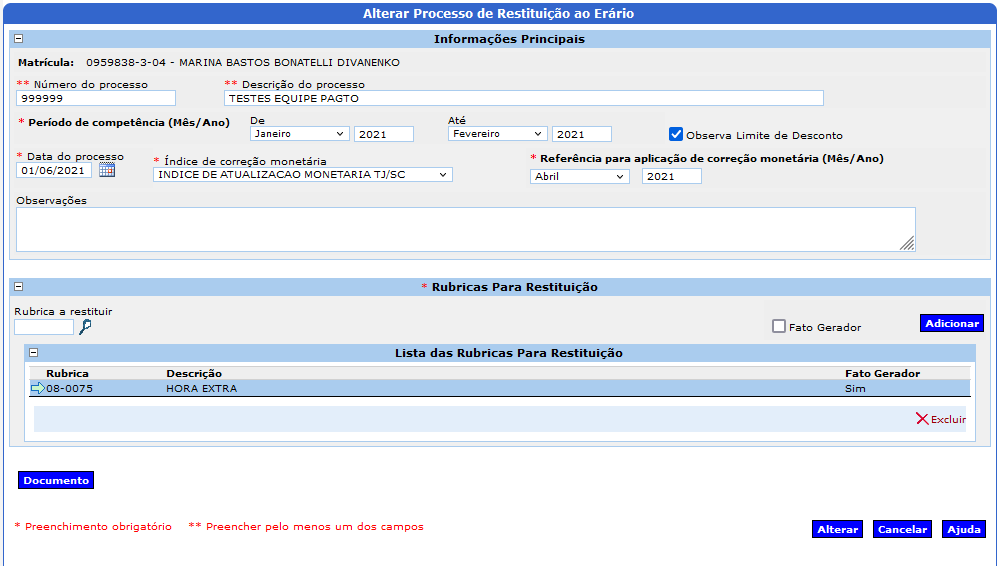 Alterar Processo de Restituição ao Erário
Informações Principais
Matrícula: 0959838-3-04 - MARINA BASTOS BONATELLI DIVANENKO
** Número do processo ** Descrição do processo
999999 TESTES EQUIPE PAGTO
* Período de competência (Mês/Ano) De Até
Janeiro 2021 Fevereiro 2021 Observa Limite de Desconto
* Data do processo * Índice de correção monetária * Referência para aplicação de correção monetária (Mês/Ano)
01/06/2021 INDICE DE ATUALIZACAO MONETARIA TJ/SC Abril 2021
Observações
* Rubricas Para Restituição
Rubrica a restituir
Fato Gerador Adicionar
Lista das Rubricas Para Restituição
Rubrica Descrição Fato Gerador
08-0075 HORA EXTRA Sim
Excluir
Documento
* Preenchimento obrigatório ** Preencher pelo menos um dos campos
Alterar Cancelar Ajuda